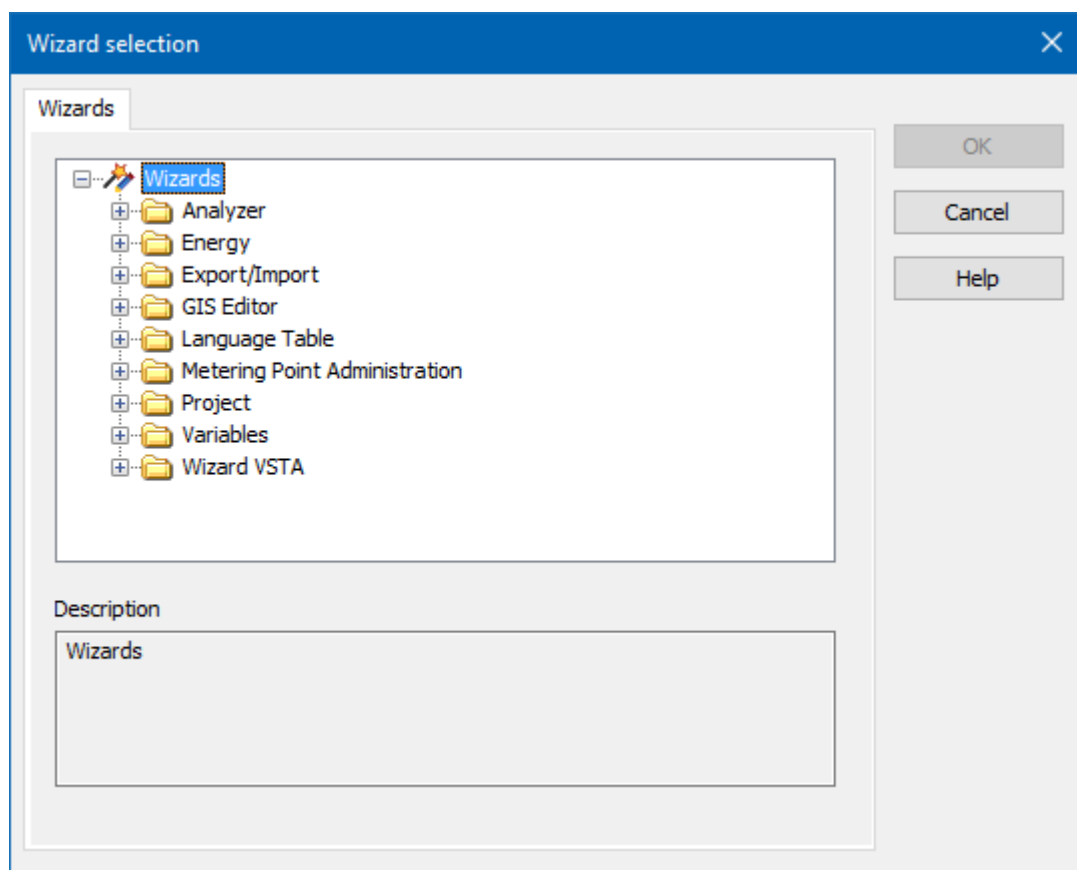 Wizard selection
Wizards
OK
Cancel
Help
Wizards
Analyzer
Energy
Export/Import
GIS Editor
Language Table
Metering Point Administration
Project
Variables
Wizard VSTA
Description
Wizards